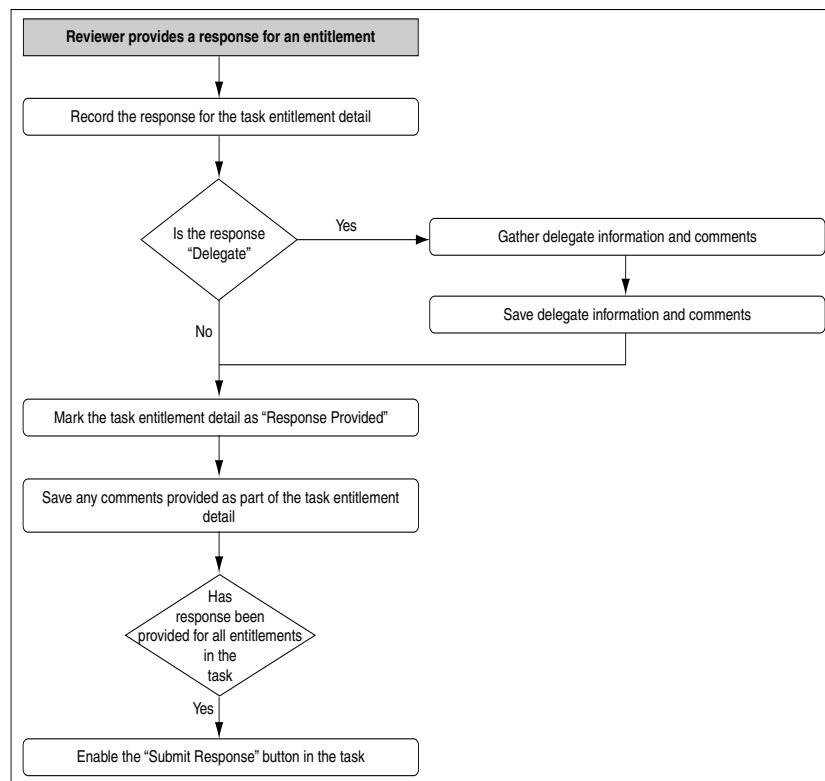 Reviewer provides a response for an entitlement
Record the response for the task entitlement detail
Is the response
“Delegate”
Yes
Gather delegate information and comments
Save delegate information and comments
No
Mark the task entitlement detail as “Response Provided”
Save any comments provided as part of the task entitlement
detail
Has
response been
provided for all entitlements
in the
task
Yes
Enable the “Submit Response” button in the task